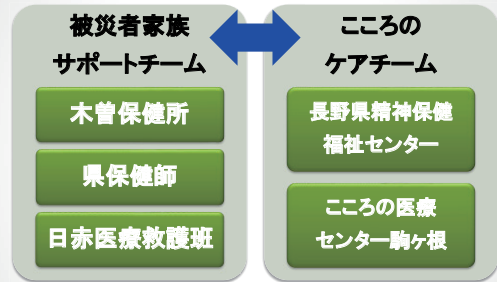 被災者家族
サポートチーム
木曽保健所
県保健師
日赤医療救護班
こころの
ケアチーム
長野県精神保健
福祉センター
こころの医療
センター駒ヶ根